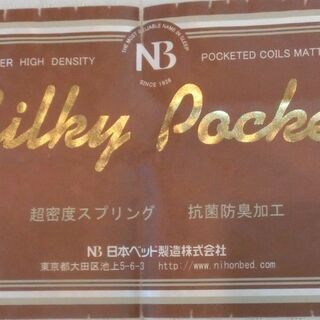 THE MOST RELIABLE NAME IN SLEEP
NB
SINCE 1926
ER HIGH DENSITY
POCKETED COILS MATT
ilky Pocke
超密度スプリング 抗菌防臭加工
NB 日本ベッド製造株式会社
東京都大田区池上5-6-3 http://www.nihonbed.com